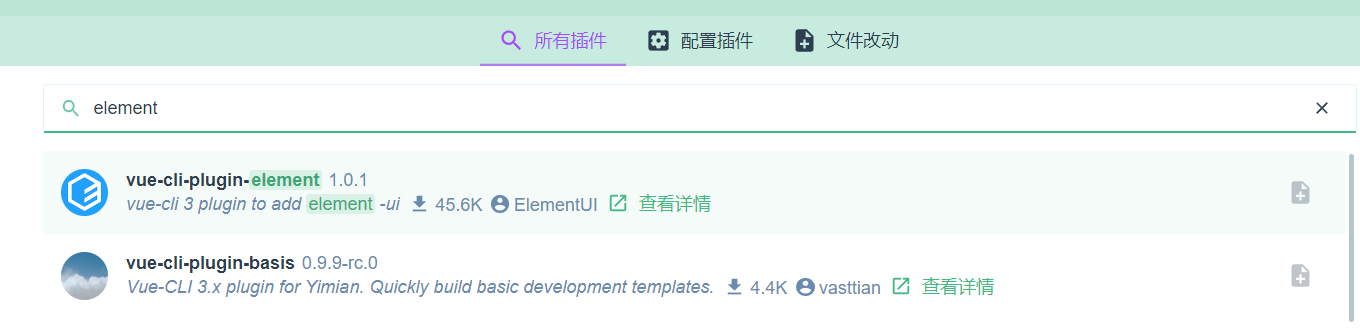 所有插件 配置插件 文件改动
element
vue-cli-plugin-element 1.0.1
vue-cli 3 plugin to add element -ui 45.6K ElementUI 查看详情
vue-cli-plugin-basis 0.9.9-rc.0
Vue-CLI 3.x plugin for Yimian. Quickly build basic development templates. 4.4K vasttian 查看详情